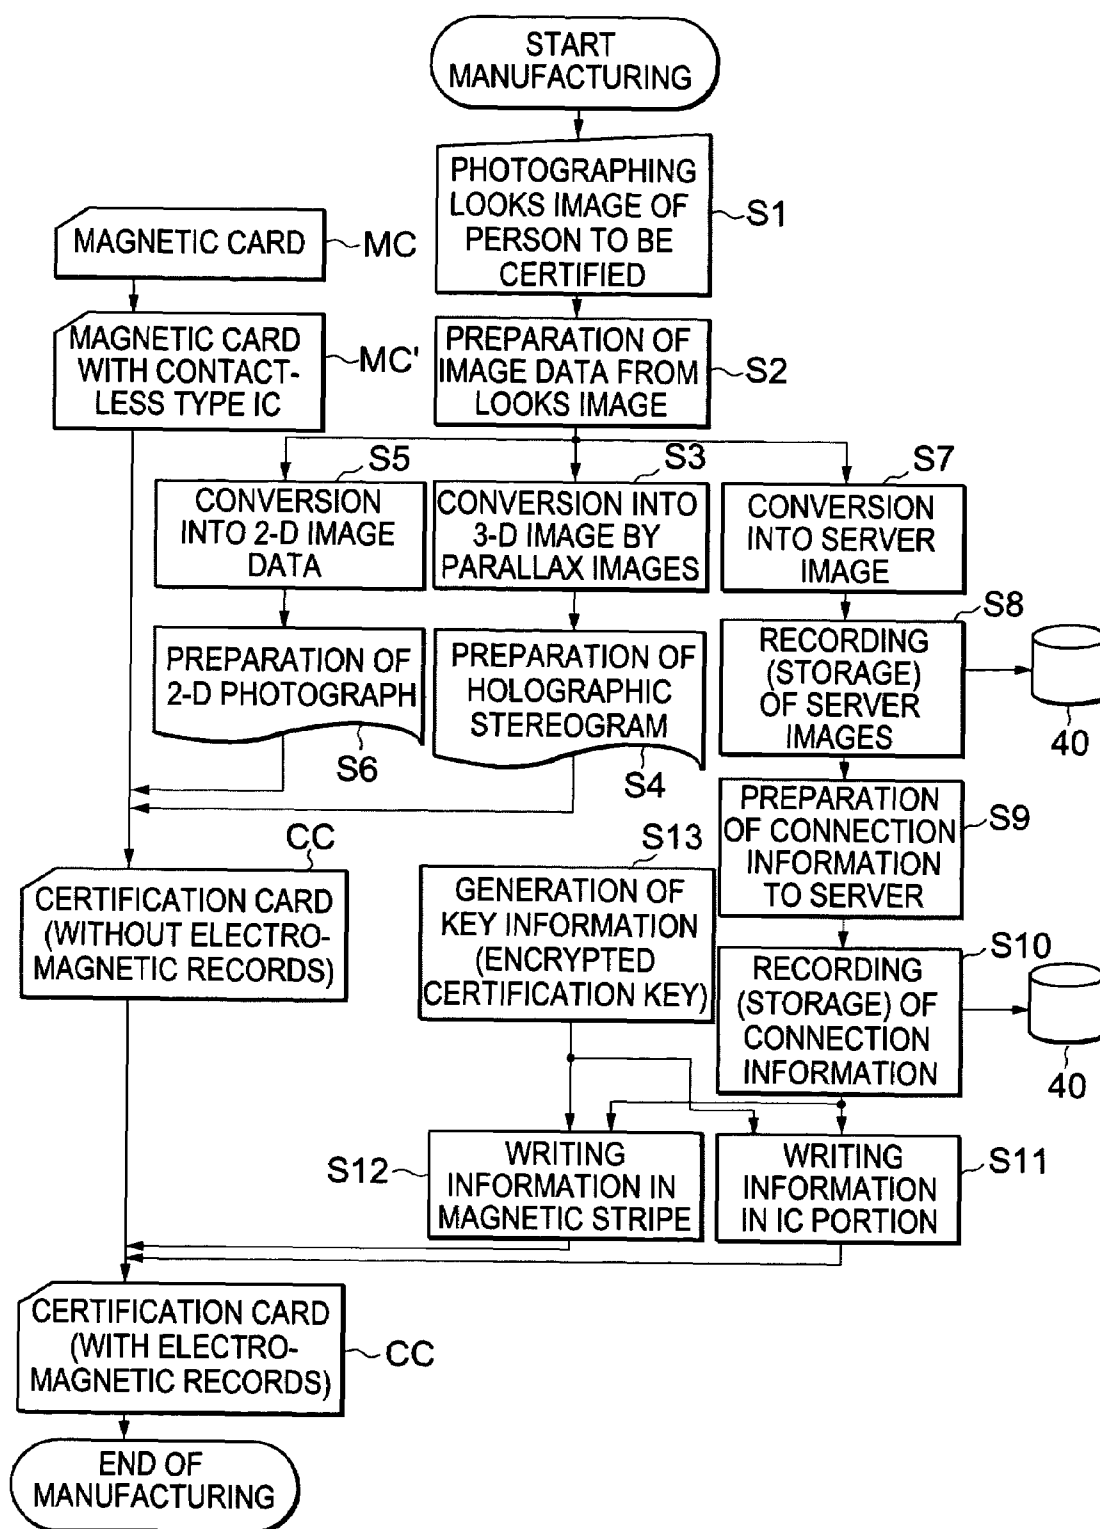 START
MANUFACTURING
PHOTOGRAPHING
LOOKS IMAGE OF
PERSON TO BE
CERTIFIED
S1
MAGNETIC CARD
MC
MAGNETIC CARD
WITH CONTACT-
LESS TYPE IC
MC'
PREPARATION OF
IMAGE DATA FROM
LOOKS IMAGE
S2
S5
CONVERSION
INTO 2-D IMAGE
DATA
S3
CONVERSION INTO
3-D IMAGE BY
PARALLAX IMAGES
S7
CONVERSION
INTO SERVER
IMAGE
PREPARATION OF
2-D PHOTOGRAPH
S6
PREPARATION OF
HOLOGRAPHIC
STEREOGRAM
S4
S8
RECORDING
(STORAGE)
OF SERVER
IMAGES
40
PREPARATION
OF CONNECTION
INFORMATION
TO SERVER
S9
CC
CERTIFICATION CARD
(WITHOUT ELECTRO-
MAGNETIC RECORDS)
S13
GENERATION OF
KEY INFORMATION
(ENCRYPTED
CERTIFICATION KEY)
S10
RECORDING
(STORAGE) OF
CONNECTION
INFORMATION
40
S12
WRITING
INFORMATION IN
MAGNETIC STRIPE
WRITING
INFORMATION
IN IC PORTION
S11
CERTIFICATION CARD
(WITH ELECTRO-
MAGNETIC RECORDS)
CC
END OF
MANUFACTURING